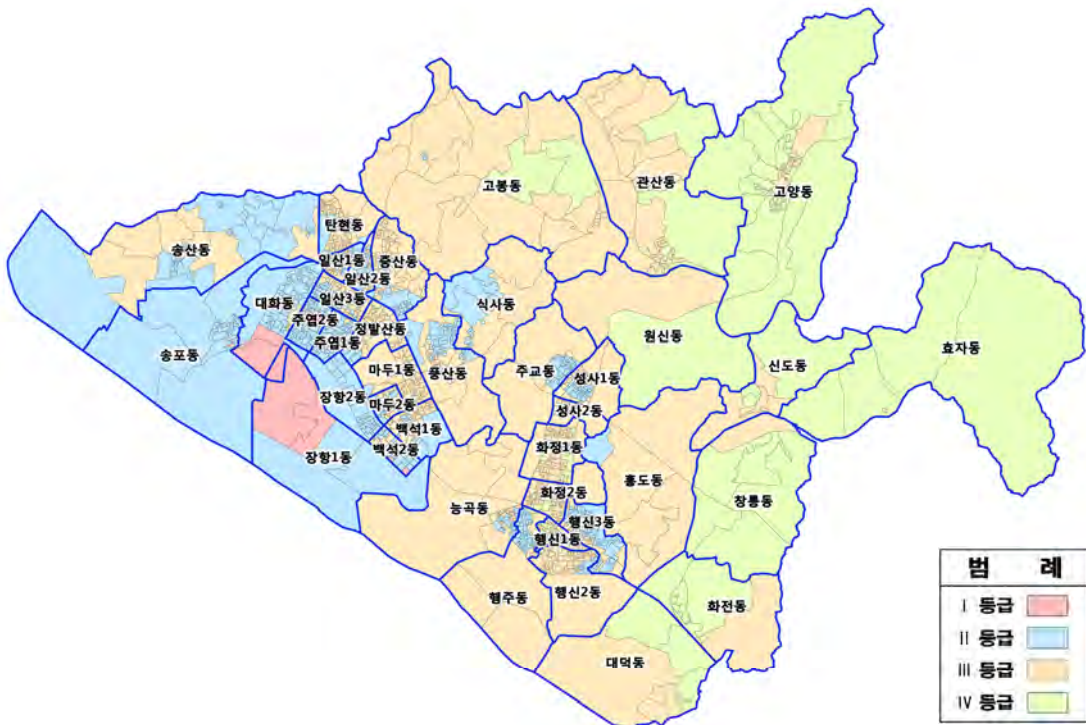 고봉동
관산동
고양동
송산동
탄현동
일산1동
중산동
일산2동
대화동
일산3동
식사동
주엽2동
정발산동
주엽1동
송포동
원신동
효자동
신도동
마두1동
풍산동
주교동
성사1동
장항2동
마두2동
성사2동
백석1동
화정1동
백석2동
장항1동
흥도동
화정2동
창릉동
능곡동
행신3동
행신1동
행주동
행신2동
화전동
대덕동
범 례
I 등급
II 등급
III 등급
IV 등급